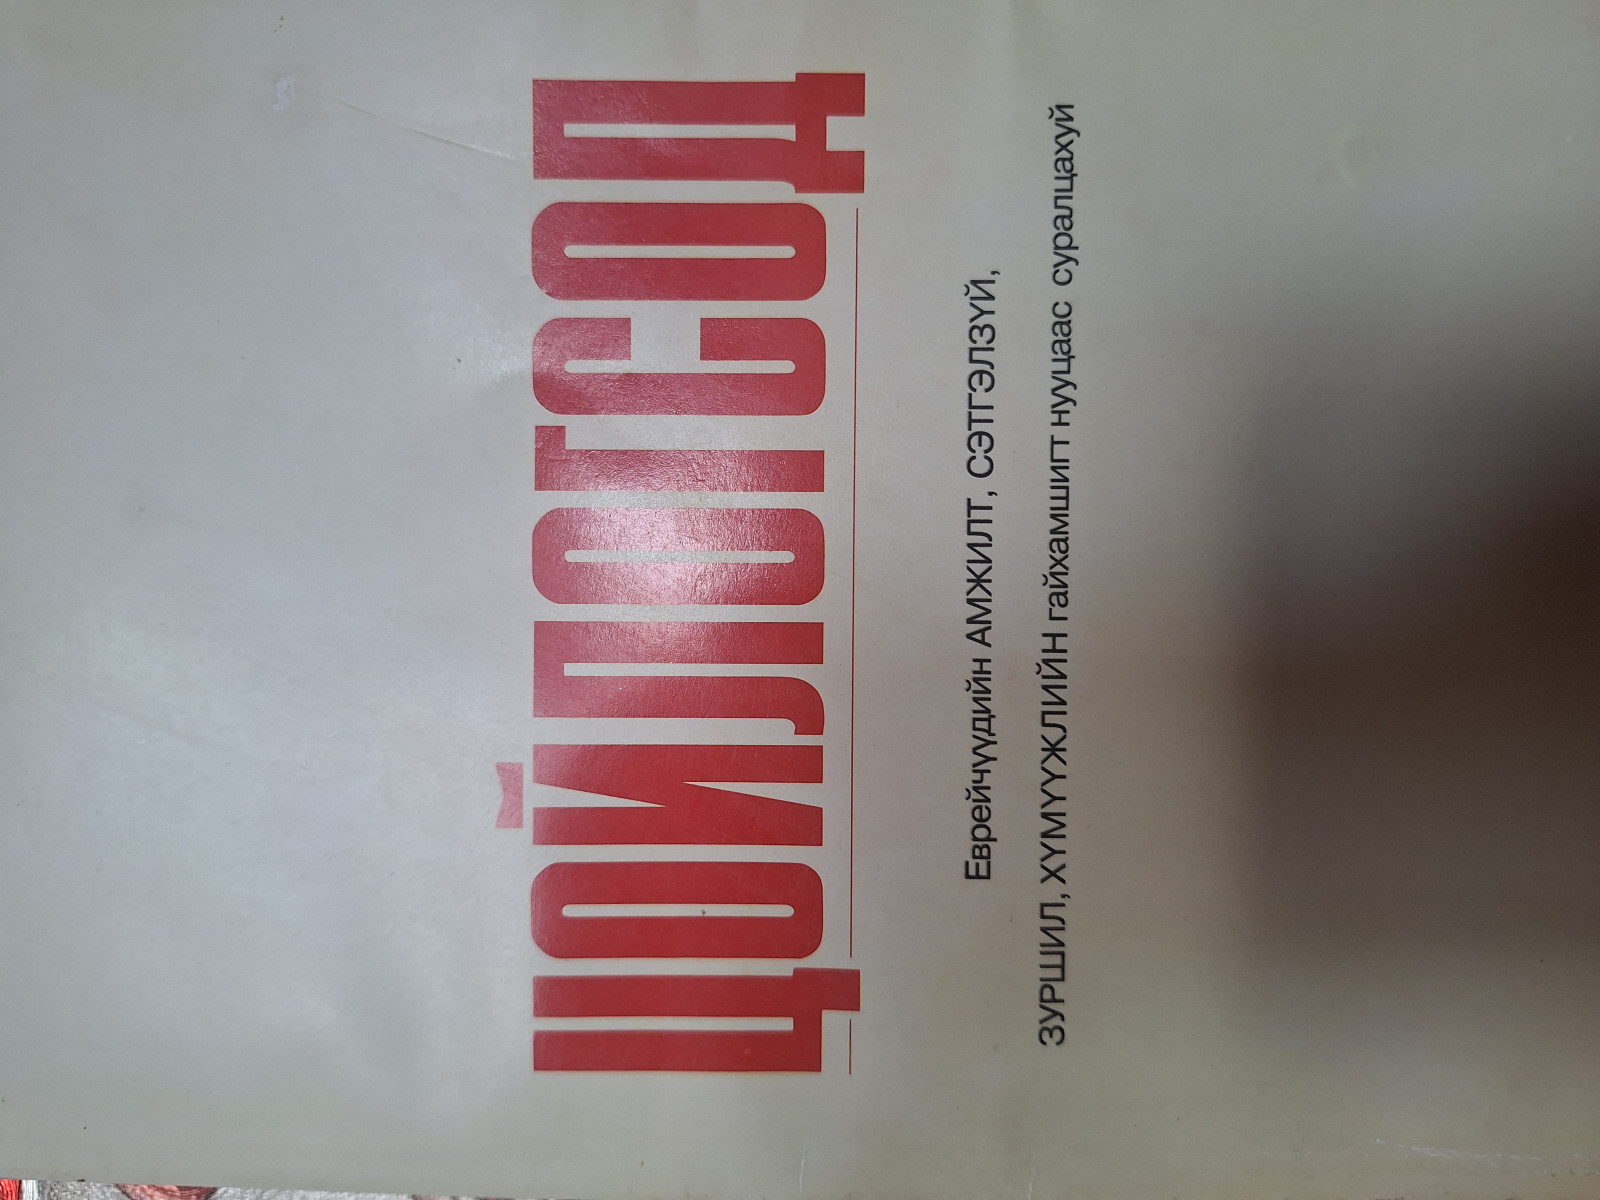 ЦОЙЛОГСОД
Еврейчүүдийн АМЖИЛТ, СЭТГЭЛЗҮЙ,
ЗУРШИЛ, ХҮМҮҮЖЛИЙН гайхамшигт нууцаас суралцахуй